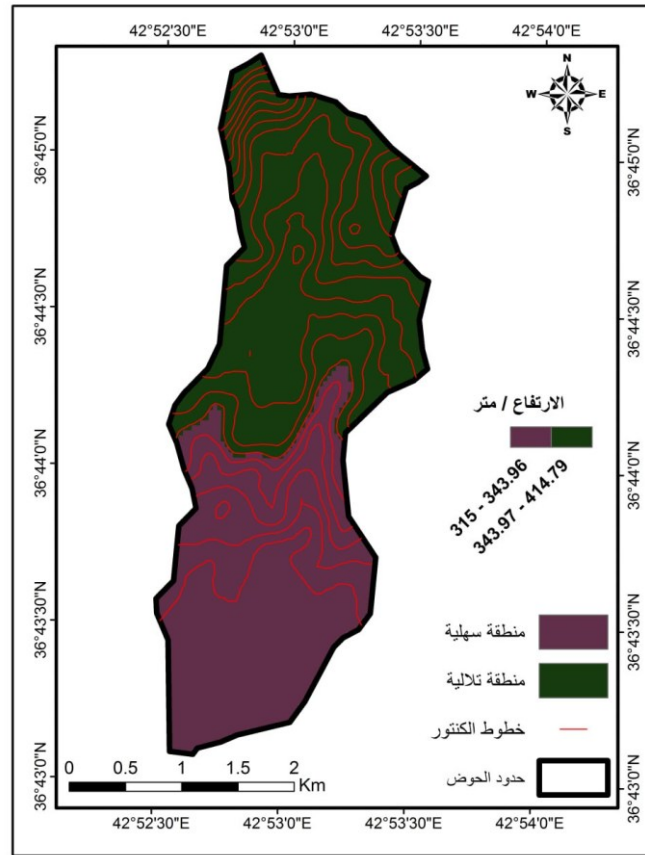 42°52'30"E 42°53'0"E 42°53'30"E 42°54'0"E
N
W E
S
36°45'0"N 36°45'0"N
36°44'30"N 36°44'30"N
الارتفاع / متر
315 - 343.96
343.97 - 414.79
36°44'0"N 36°44'0"N
36°43'30"N 36°43'30"N
منطقة سهلية
منطقة تلالية
خطوط الكنتور
حدود الحوض
0 0.5 1 1.5 2
Km
36°43'0"N 36°43'0"N
42°52'30"E 42°53'0"E 42°53'30"E 42°54'0"E